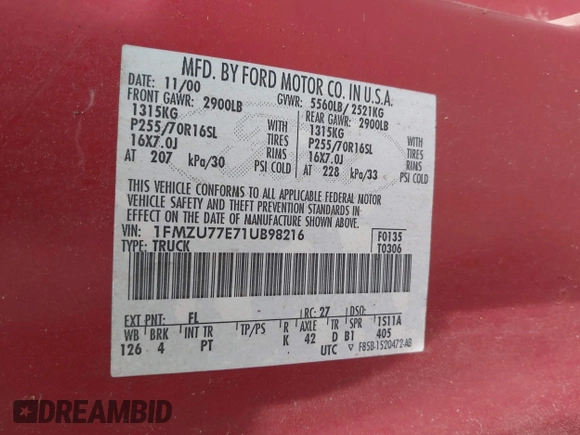 MFD. BY FORD MOTOR CO. IN U.S.A.
DATE: 11/00 GVWR: 5560LB/ 2521KG
FRONT GAWR: 2900LB REAR GAWR: 2900LB
1315KG WITH 1315KG WITH
P255/70R16SL TIRES P255/70R16SL TIRES
16X7.0J RIMS 16X7.0J RIMS
AT 207 kPa/30 PSI COLD AT 228 kPa/33 PSI COLD
THIS VEHICLE CONFORMS TO ALL APPLICABLE FEDERAL MOTOR
VEHICLE SAFETY AND THEFT PREVENTION STANDARDS IN
EFFECT ON THE DATE OF MANUFACTURE SHOWN ABOVE.
VIN: 1FMZU77E71UB98216 F0135
TYPE: TRUCK T0306
EXT PNT: FL RC: 27 DSO:
WB BRK INT TR TP/PS R AXLE TR SPR 1S11A
126 4 PT K 42 D B1 405
UTC F85B-1520472-AB
DREAMBID